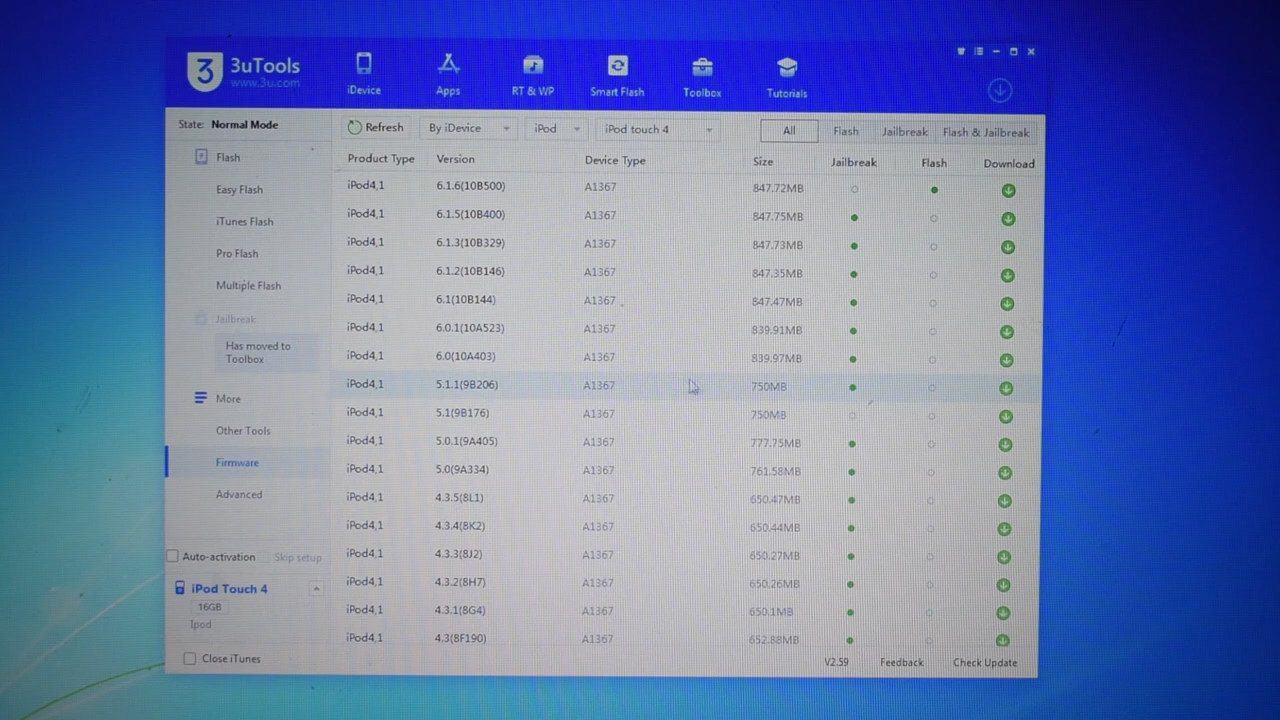 3 3uTools
www.3u.com
iDevice Apps RT & WP Smart Flash Toolbox Tutorials
State: Normal Mode
Refresh By iDevice iPod iPod touch 4 All Flash Jailbreak Flash & Jailbreak
Product Type Version Device Type Size Jailbreak Flash Download
iPod4,1 6.1.6(10B500) A1367 847.72MB
iPod4,1 6.1.5(10B400) A1367 847.75MB
iPod4,1 6.1.3(10B329) A1367 847.73MB
iPod4,1 6.1.2(10B146) A1367 847.35MB
iPod4,1 6.1(10B144) A1367 847.47MB
iPod4,1 6.0.1(10A523) A1367 839.91MB
iPod4,1 6.0(10A403) A1367 839.97MB
iPod4,1 5.1.1(9B206) A1367 750MB
iPod4,1 5.1(9B176) A1367 750MB
iPod4,1 5.0.1(9A405) A1367 777.75MB
iPod4,1 5.0(9A334) A1367 761.58MB
iPod4,1 4.3.5(8L1) A1367 650.47MB
iPod4,1 4.3.4(8K2) A1367 650.44MB
iPod4,1 4.3.3(8J2) A1367 650.27MB
iPod4,1 4.3.2(8H7) A1367 650.26MB
iPod4,1 4.3.1(8G4) A1367 650.1MB
iPod4,1 4.3(8F190) A1367 652.88MB
Flash
Easy Flash
iTunes Flash
Pro Flash
Multiple Flash
Jailbreak
Has moved to
Toolbox
More
Other Tools
Firmware
Advanced
Auto-activation Skip setup
iPod Touch 4
16GB
Ipod
Close iTunes
V2.59 Feedback Check Update